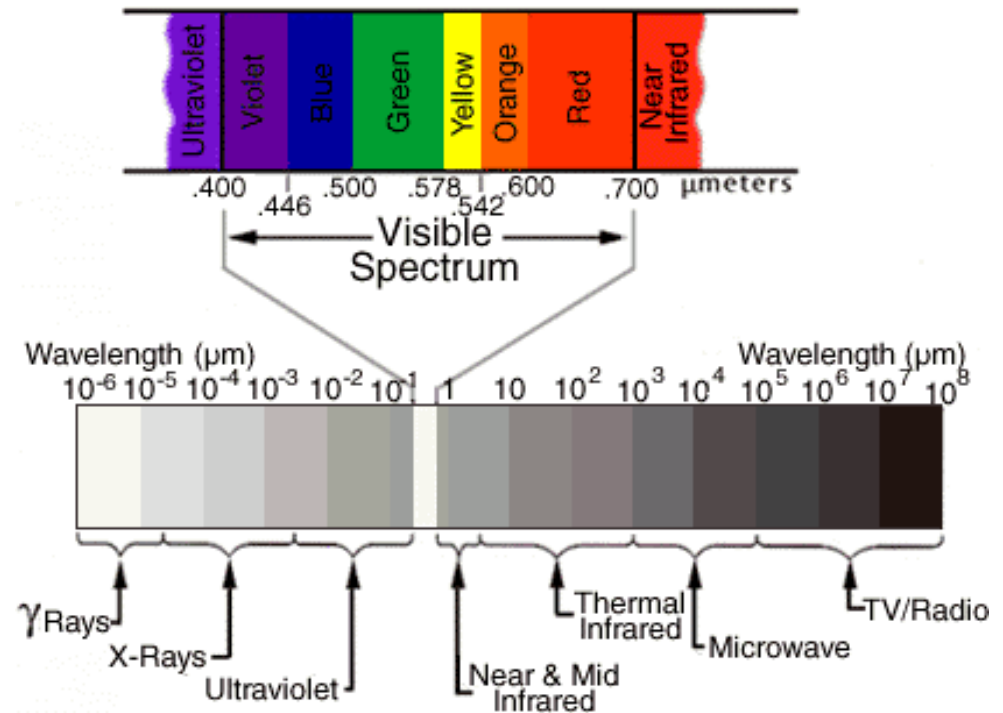 Ultraviolet
Violet
Blue
Green
Yellow
Orange
Red
Near
Infrared
.400 .446 .500 .578 .542 .600 .700 µmeters
Visible
Spectrum
Wavelength (µm) Wavelength (µm)
10-6 10-5 10-4 10-3 10-2 10-1 1 10 102 103 104 105 106 107 108
γ Rays
X-Rays
Ultraviolet
Near & Mid
Infrared
Thermal
Infrared
Microwave
TV/Radio